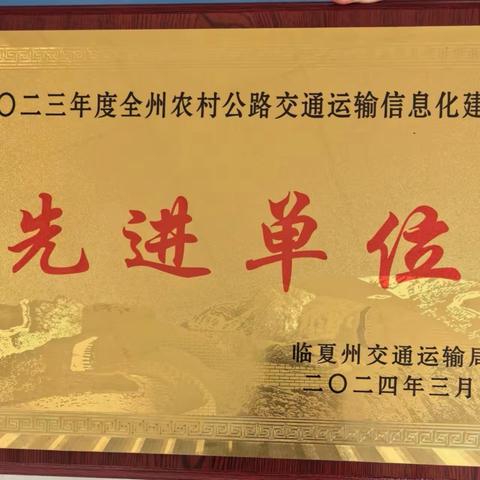 〇二三年度全州农村公路交通运输信息化建
先进单位
临夏州交通运输局
二〇二四年三月